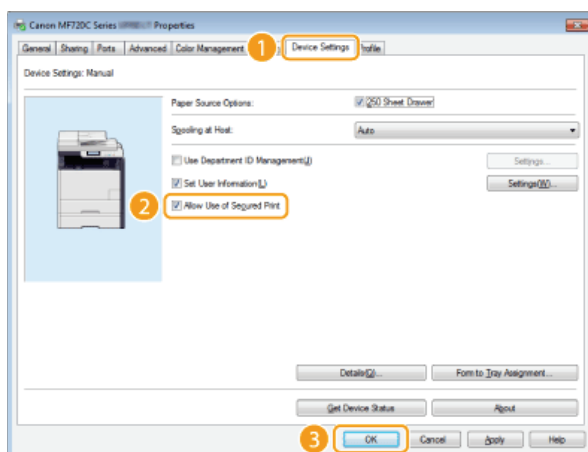 Canon MF720C Series Properties
General Sharing Ports Advanced Color Management 1 Device Settings Profile
Device Settings: Manual
Paper Source Options: 250 Sheet Drawer
Spooling at Host: Auto
Use Department ID Management(J) Settings...
Set User Information(L) Settings(W)...
2 Allow Use of Secured Print
Details(Q)... Form to Tray Assignment...
Get Device Status About
3 OK Cancel Apply Help